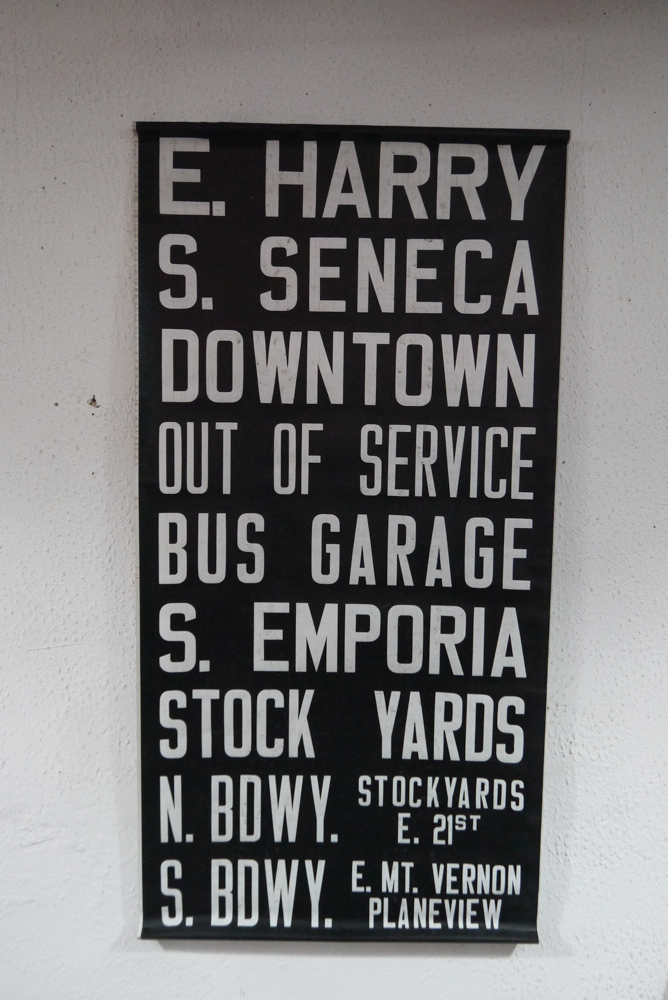 E. HARRY
S. SENECA
DOWNTOWN
OUT OF SERVICE
BUS GARAGE
S. EMPORIA
STOCK YARDS
N. BDWY. STOCKYARDS
E. 21ST
S. BDWY. E. MT. VERNON
PLANEVIEW